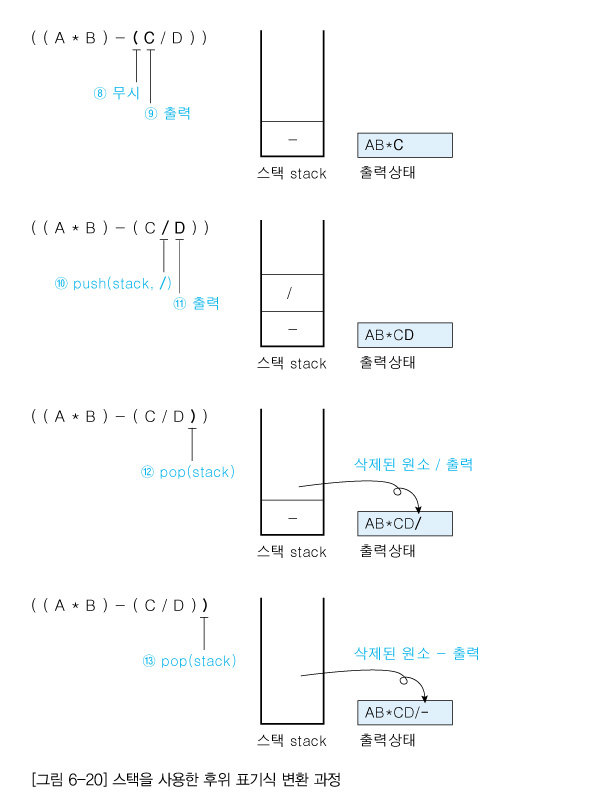 ( ( A * B ) − ( C / D ) )
⑧ 무시
⑨ 출력
−
AB*C
스택 stack
출력상태
( ( A * B ) − ( C / D ) )
⑩ push(stack, /)
⑪ 출력
/
−
AB*CD
스택 stack
출력상태
( ( A * B ) − ( C / D ) )
⑫ pop(stack)
삭제된 원소 / 출력
−
AB*CD/
스택 stack
출력상태
( ( A * B ) − ( C / D ) )
⑬ pop(stack)
삭제된 원소 − 출력
AB*CD/−
스택 stack
출력상태
[그림 6-20] 스택을 사용한 후위 표기식 변환 과정